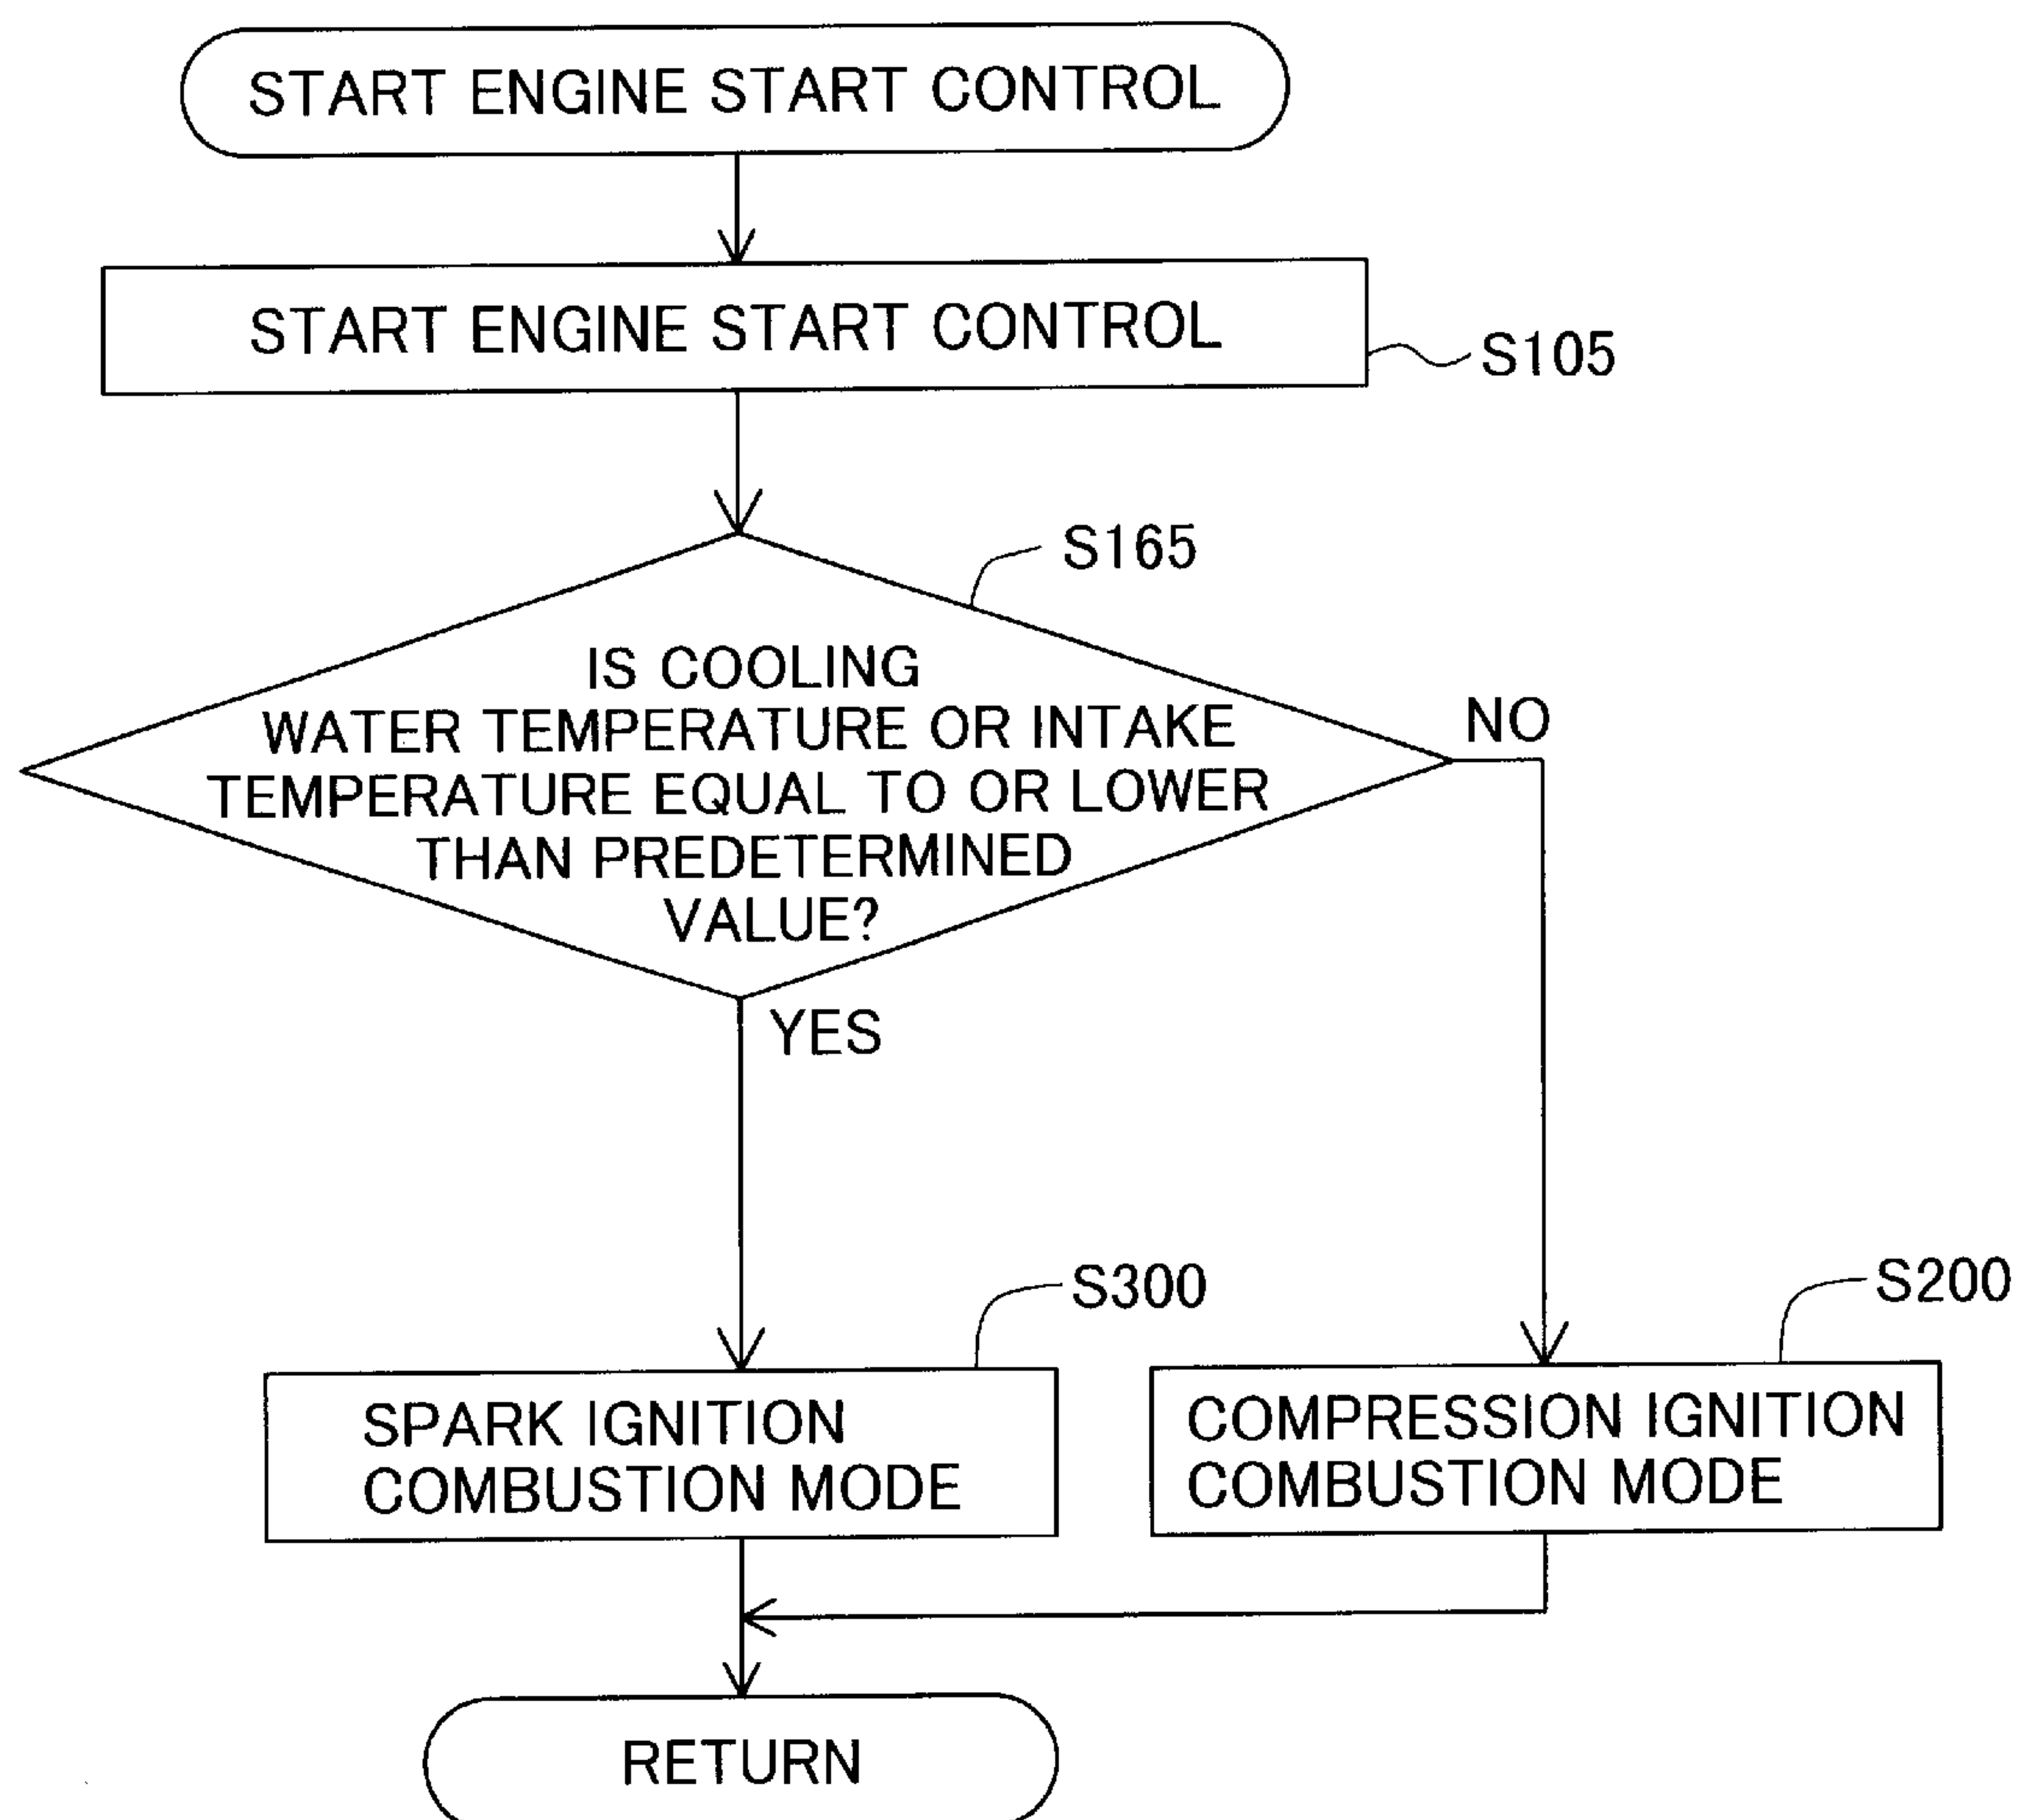 START ENGINE START CONTROL
START ENGINE START CONTROL
S105
S165
IS COOLING
WATER TEMPERATURE OR INTAKE
TEMPERATURE EQUAL TO OR LOWER
THAN PREDETERMINED
VALUE?
NO
YES
S300
S200
SPARK IGNITION
COMBUSTION MODE
COMPRESSION IGNITION
COMBUSTION MODE
RETURN